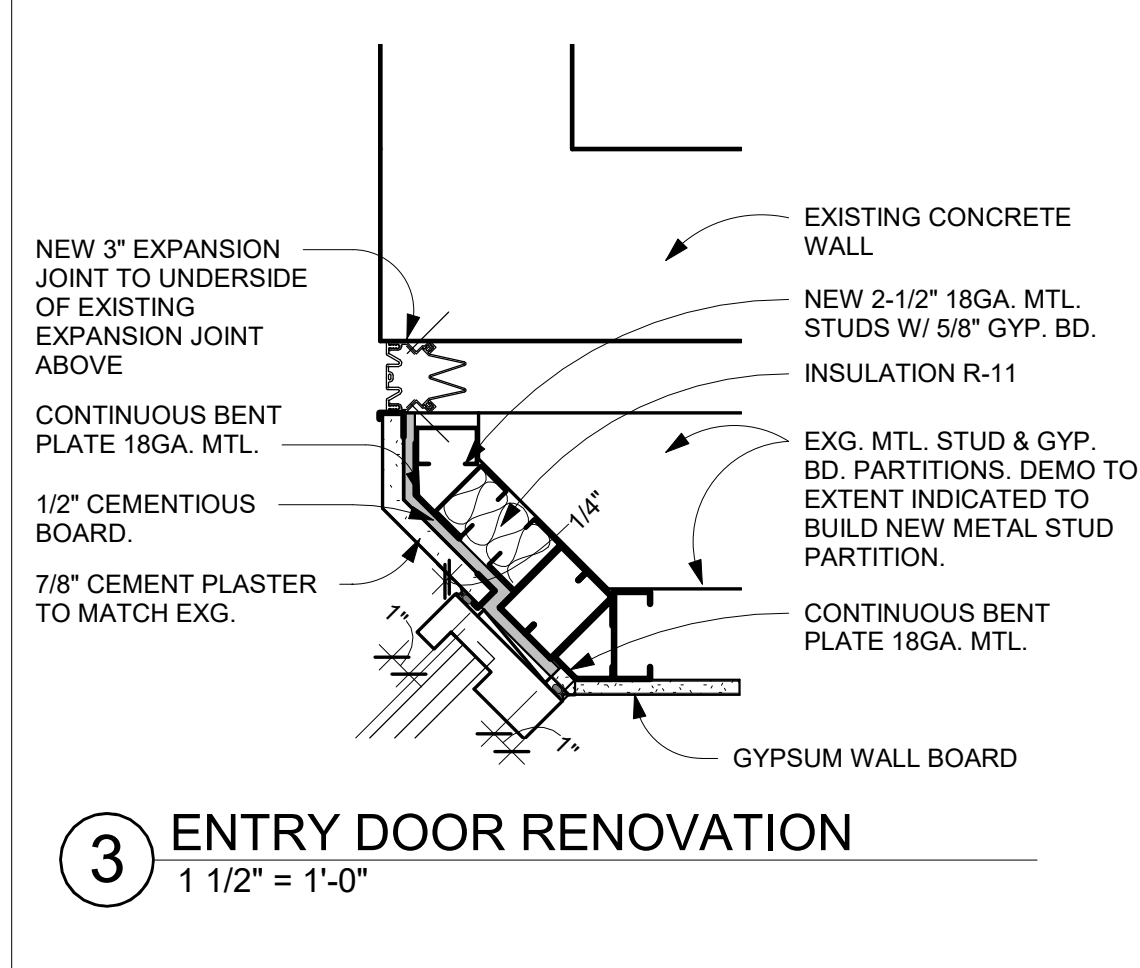 NEW 3" EXPANSION
JOINT TO UNDERSIDE
OF EXISTING
EXPANSION JOINT
ABOVE
CONTINUOUS BENT
PLATE 18GA. MTL.
1/2" CEMENTIOUS
BOARD.
7/8" CEMENT PLASTER
TO MATCH EXG.
1"
1/4"
1"
EXISTING CONCRETE
WALL
NEW 2-1/2" 18GA. MTL.
STUDS W/ 5/8" GYP. BD.
INSULATION R-11
EXG. MTL. STUD & GYP.
BD. PARTITIONS. DEMO TO
EXTENT INDICATED TO
BUILD NEW METAL STUD
PARTITION.
CONTINUOUS BENT
PLATE 18GA. MTL.
GYPSUM WALL BOARD
3
ENTRY DOOR RENOVATION
1 1/2" = 1'-0"